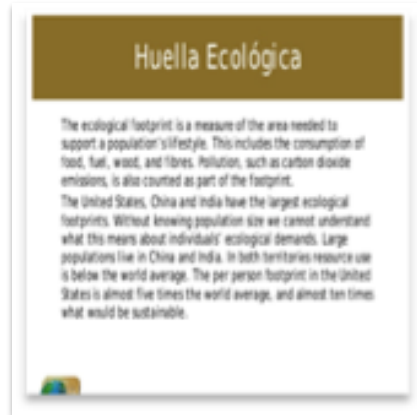 Huella Ecológica
The ecological footprint is a measure of the area needed to
support a population's lifestyle. This includes the consumption of
food, fuel, wood, and fibres. Pollution, such as carbon dioxide
emissions, is also counted as part of the footprint.
The United States, China and India have the largest ecological
footprints. Without knowing population size we cannot understand
what this means about individuals' ecological demands. Large
populations live in China and India. In both territories resource use
is below the world average. The per person footprint in the United
States is almost five times the world average, and almost ten times
what would be sustainable.